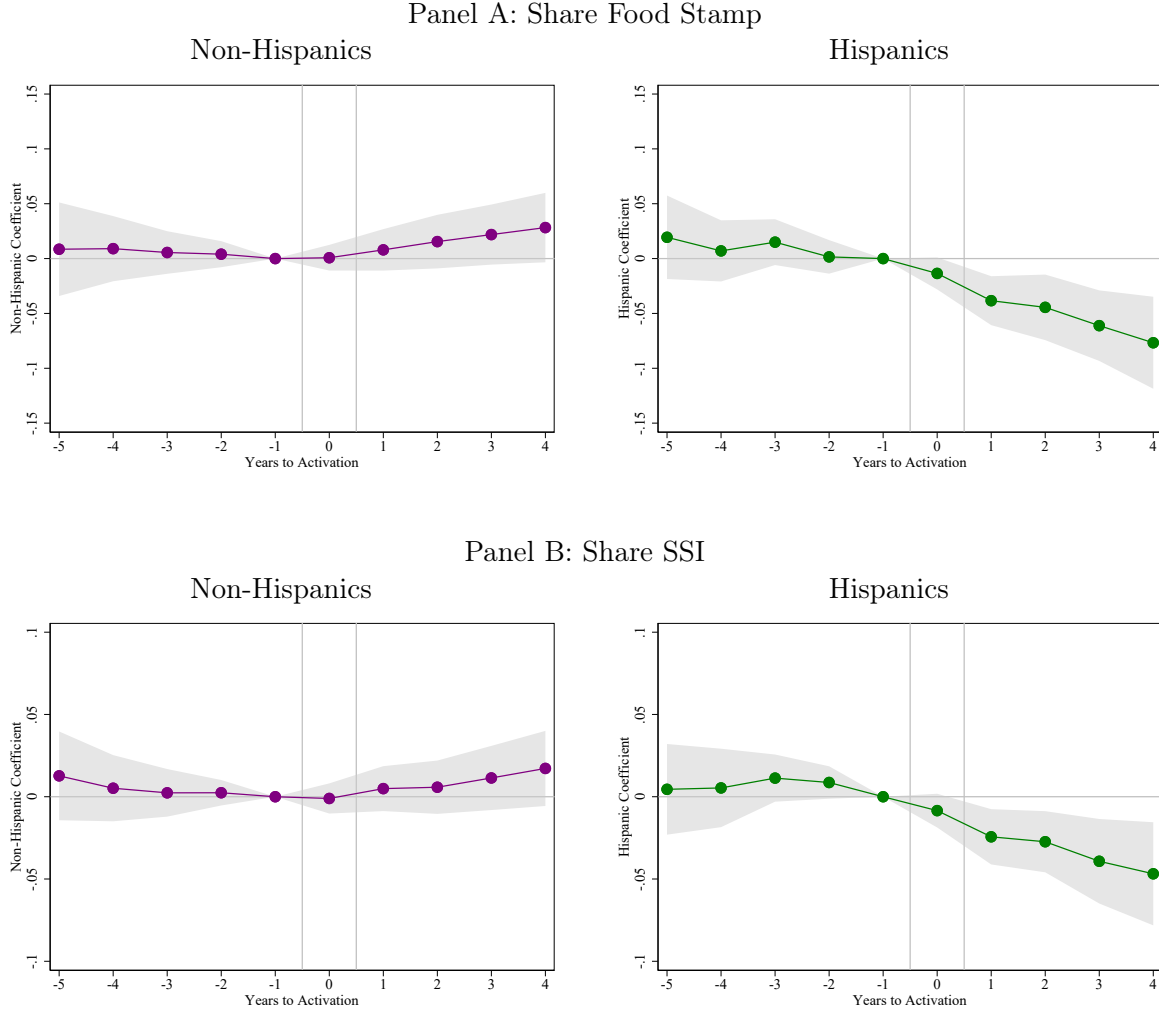 Panel A: Share Food Stamp
Non-Hispanics
Hispanics
Non-Hispanic Coefficient
.15
.1
.05
0
-.05
-.1
-.15
-5 -4 -3 -2 -1 0 1 2 3 4
Years to Activation
Hispanic Coefficient
.15
.1
.05
0
-.05
-.1
-.15
-5 -4 -3 -2 -1 0 1 2 3 4
Years to Activation
Panel B: Share SSI
Non-Hispanics
Hispanics
Non-Hispanic Coefficient
.1
.05
0
-.05
-.1
-5 -4 -3 -2 -1 0 1 2 3 4
Years to Activation
Hispanic Coefficient
.1
.05
0
-.05
-.1
-5 -4 -3 -2 -1 0 1 2 3 4
Years to Activation